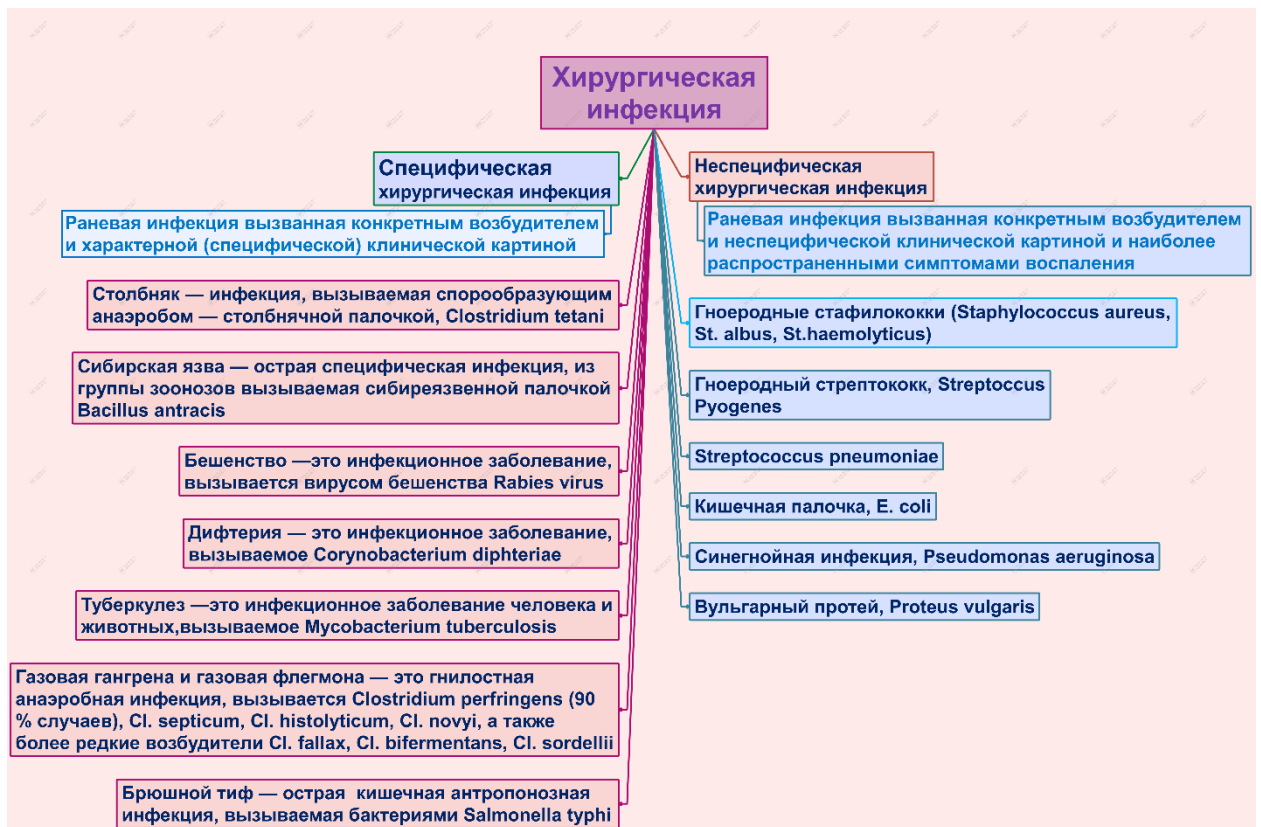 Хирургическая
инфекция
Специфическая
хирургическая инфекция
Раневая инфекция вызванная конкретным возбудителем
и характерной (специфической) клинической картиной
Столбняк — инфекция, вызываемая спорообразующим
анаэробом — столбнячной палочкой, Clostridium tetani
Сибирская язва — острая специфическая инфекция, из
группы зоонозов вызываемая сибиреязвенной палочкой
Bacillus antracis
Бешенство —это инфекционное заболевание,
вызывается вирусом бешенства Rabies virus
Дифтерия — это инфекционное заболевание,
вызываемое Corynobacterium diphteriae
Туберкулез —это инфекционное заболевание человека и
животных,вызываемое Mycobacterium tuberculosis
Газовая гангрена и газовая флегмона — это гнилостная
анаэробная инфекция, вызывается Clostridium perfringens (90
% случаев), Cl. septicum, Cl. histolyticum, Cl. novyi, а также
более редкие возбудители Cl. fallax, Cl. bifermentans, Cl. sordellii
Брюшной тиф — острая кишечная антропонозная
инфекция, вызываемая бактериями Salmonella typhi
Неспецифическая
хирургическая инфекция
Раневая инфекция вызванная конкретным возбудителем
и неспецифической клинической картиной и наиболее
распространенными симптомами воспаления
Гноеродные стафилококки (Staphylococcus aureus,
St. albus, St.haemolyticus)
Гноеродный стрептококк, Streptoccus
Pyogenes
Streptococcus pneumoniae
Кишечная палочка, E. coli
Синегнойная инфекция, Pseudomonas aeruginosa
Вульгарный протей, Proteus vulgaris